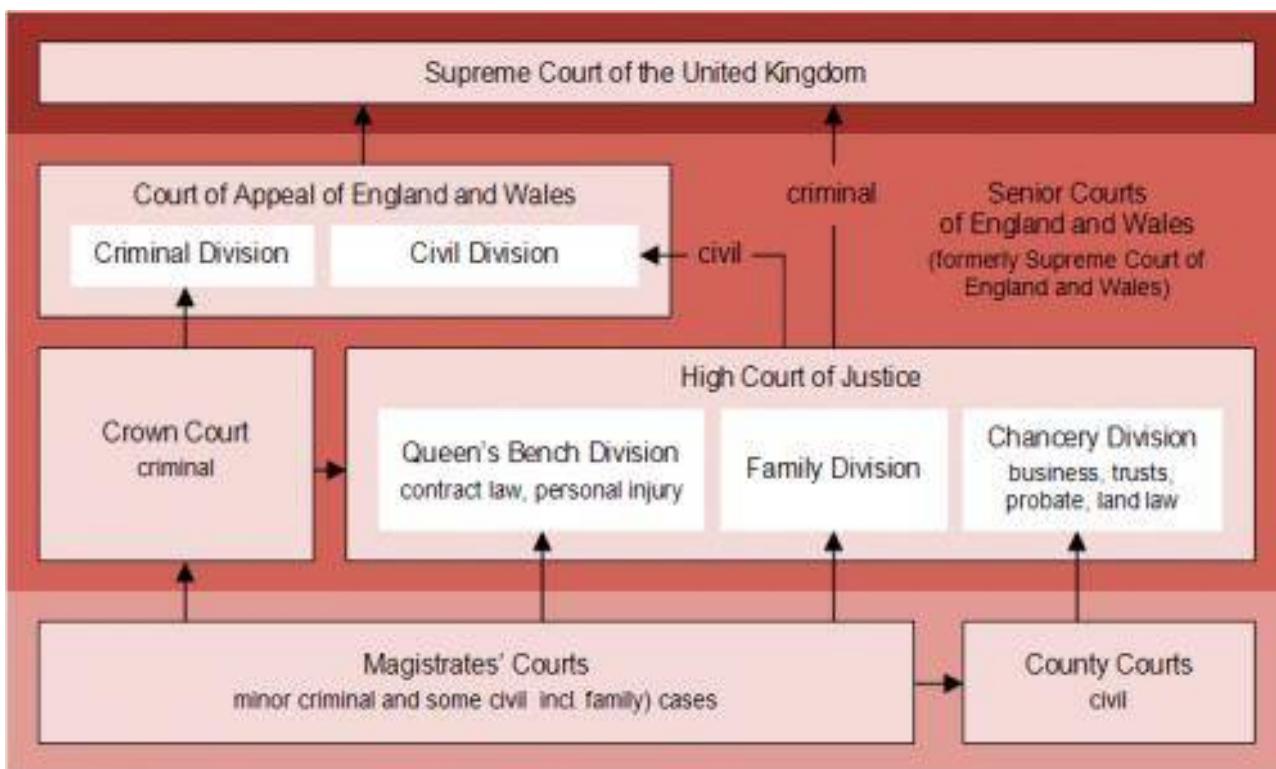 Supreme Court of the United Kingdom
Court of Appeal of England and Wales
Criminal Division
Civil Division
civil
criminal
Senior Courts
of England and Wales
(formerly Supreme Court of
England and Wales)
Crown Court
criminal
High Court of Justice
Queen's Bench Division
contract law, personal injury
Family Division
Chancery Division
business, trusts,
probate, land law
Magistrates' Courts
minor criminal and some civil incl. family) cases
County Courts
civil